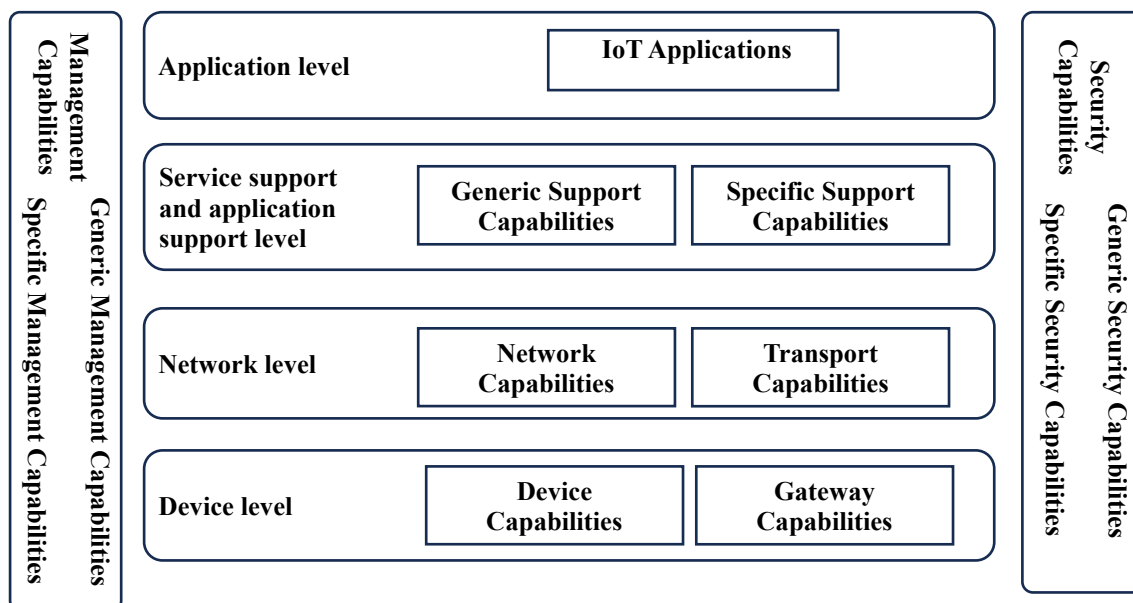 Management
Capabilities
Generic Management Capabilities
Specific Management Capabilities
Application level
IoT Applications
Service support
and application
support level
Generic Support
Capabilities
Specific Support
Capabilities
Network level
Network
Capabilities
Transport
Capabilities
Device level
Device
Capabilities
Gateway
Capabilities
Security
Capabilities
Generic Security Capabilities
Specific Security Capabilities